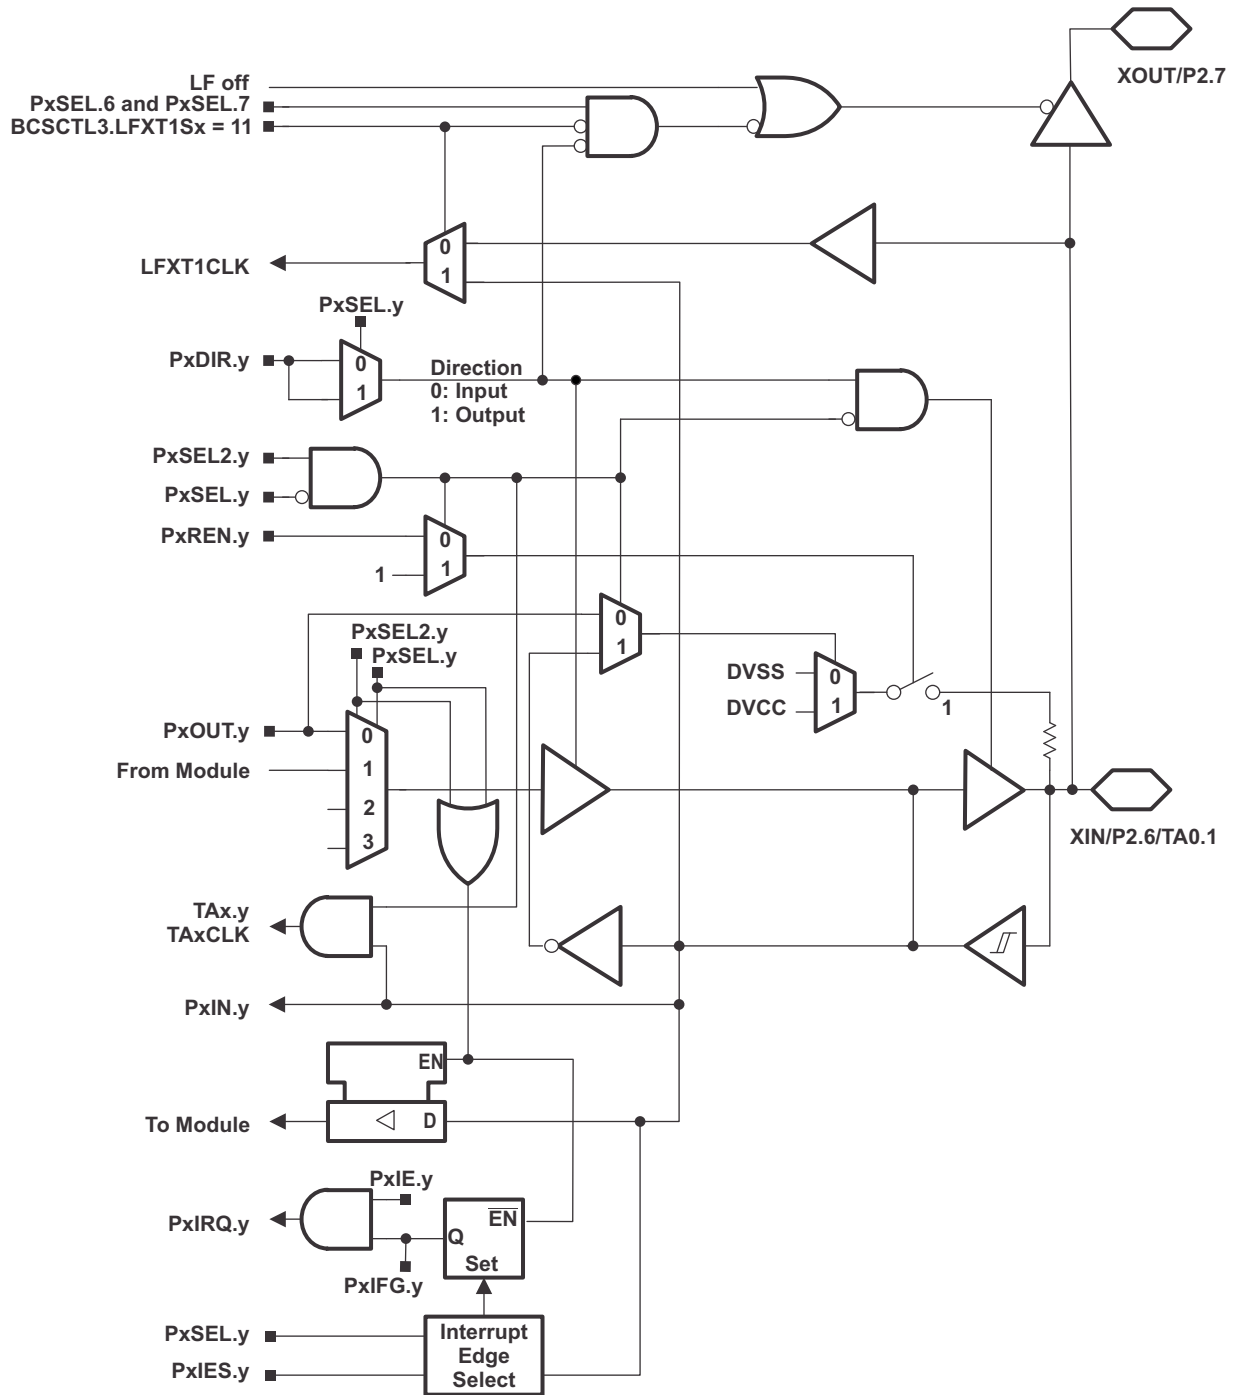 XOUT/P2.7
LF off
PxSEL.6 and PxSEL.7
BCSCTL3.LFXT1Sx = 11
0
1
LFXT1CLK
PxSEL.y
PxDIR.y
0
1
Direction
0: Input
1: Output
PxSEL2.y
PxSEL.y
PxREN.y
0
1
1
0
1
PxSEL2.y
PxSEL.y
DVSS
DVCC
0
1
1
PxOUT.y
From Module
0
1
2
3
XIN/P2.6/TA0.1
TAx.y
TAxCLK
PxIN.y
EN
D
To Module
PxIE.y
PxIRQ.y
EN
Q
Set
PxIFG.y
PxSEL.y
PxIES.y
Interrupt
Edge
Select